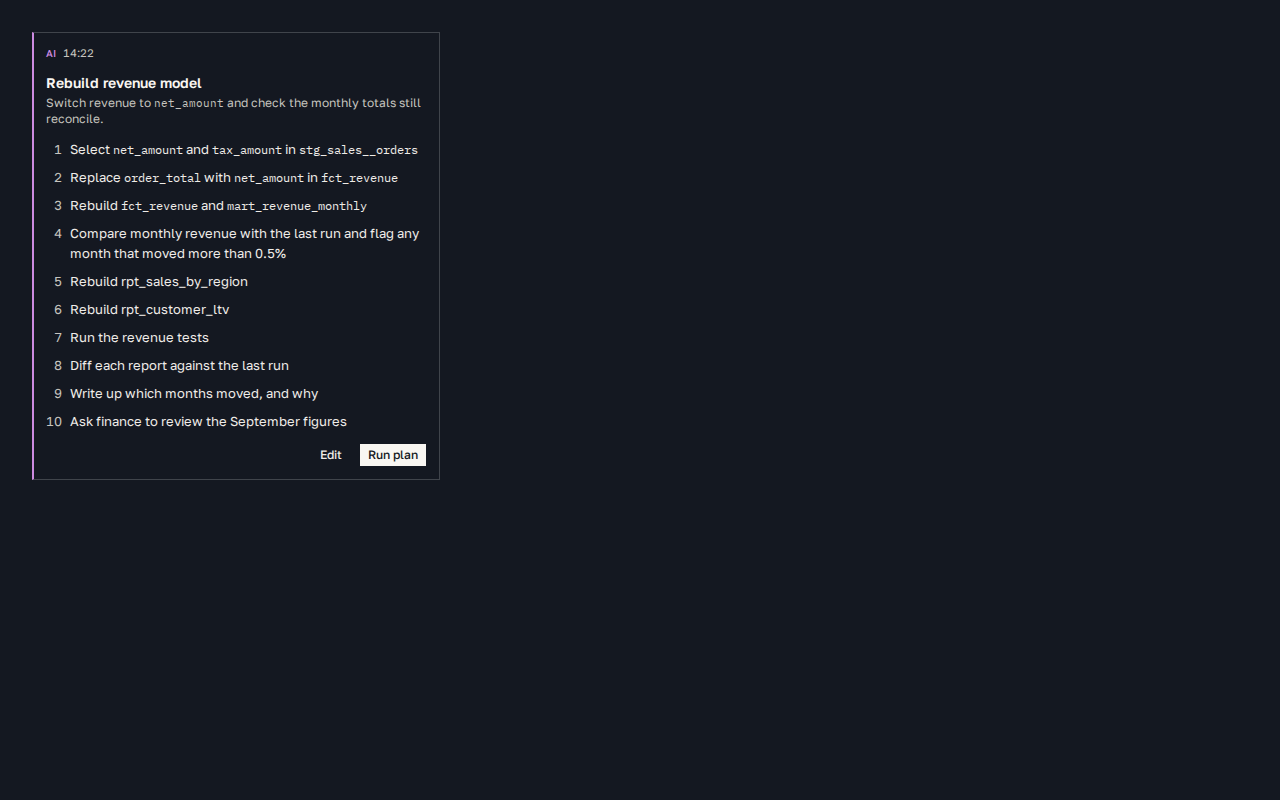 AI 14:22
Rebuild revenue model
Switch revenue to net_amount and check the monthly totals still
reconcile.
1 Select net_amount and tax_amount in stg_sales__orders
2 Replace order_total with net_amount in fct_revenue
3 Rebuild fct_revenue and mart_revenue_monthly
4 Compare monthly revenue with the last run and flag any
month that moved more than 0.5%
5 Rebuild rpt_sales_by_region
6 Rebuild rpt_customer_ltv
7 Run the revenue tests
8 Diff each report against the last run
9 Write up which months moved, and why
10 Ask finance to review the September figures
Edit Run plan